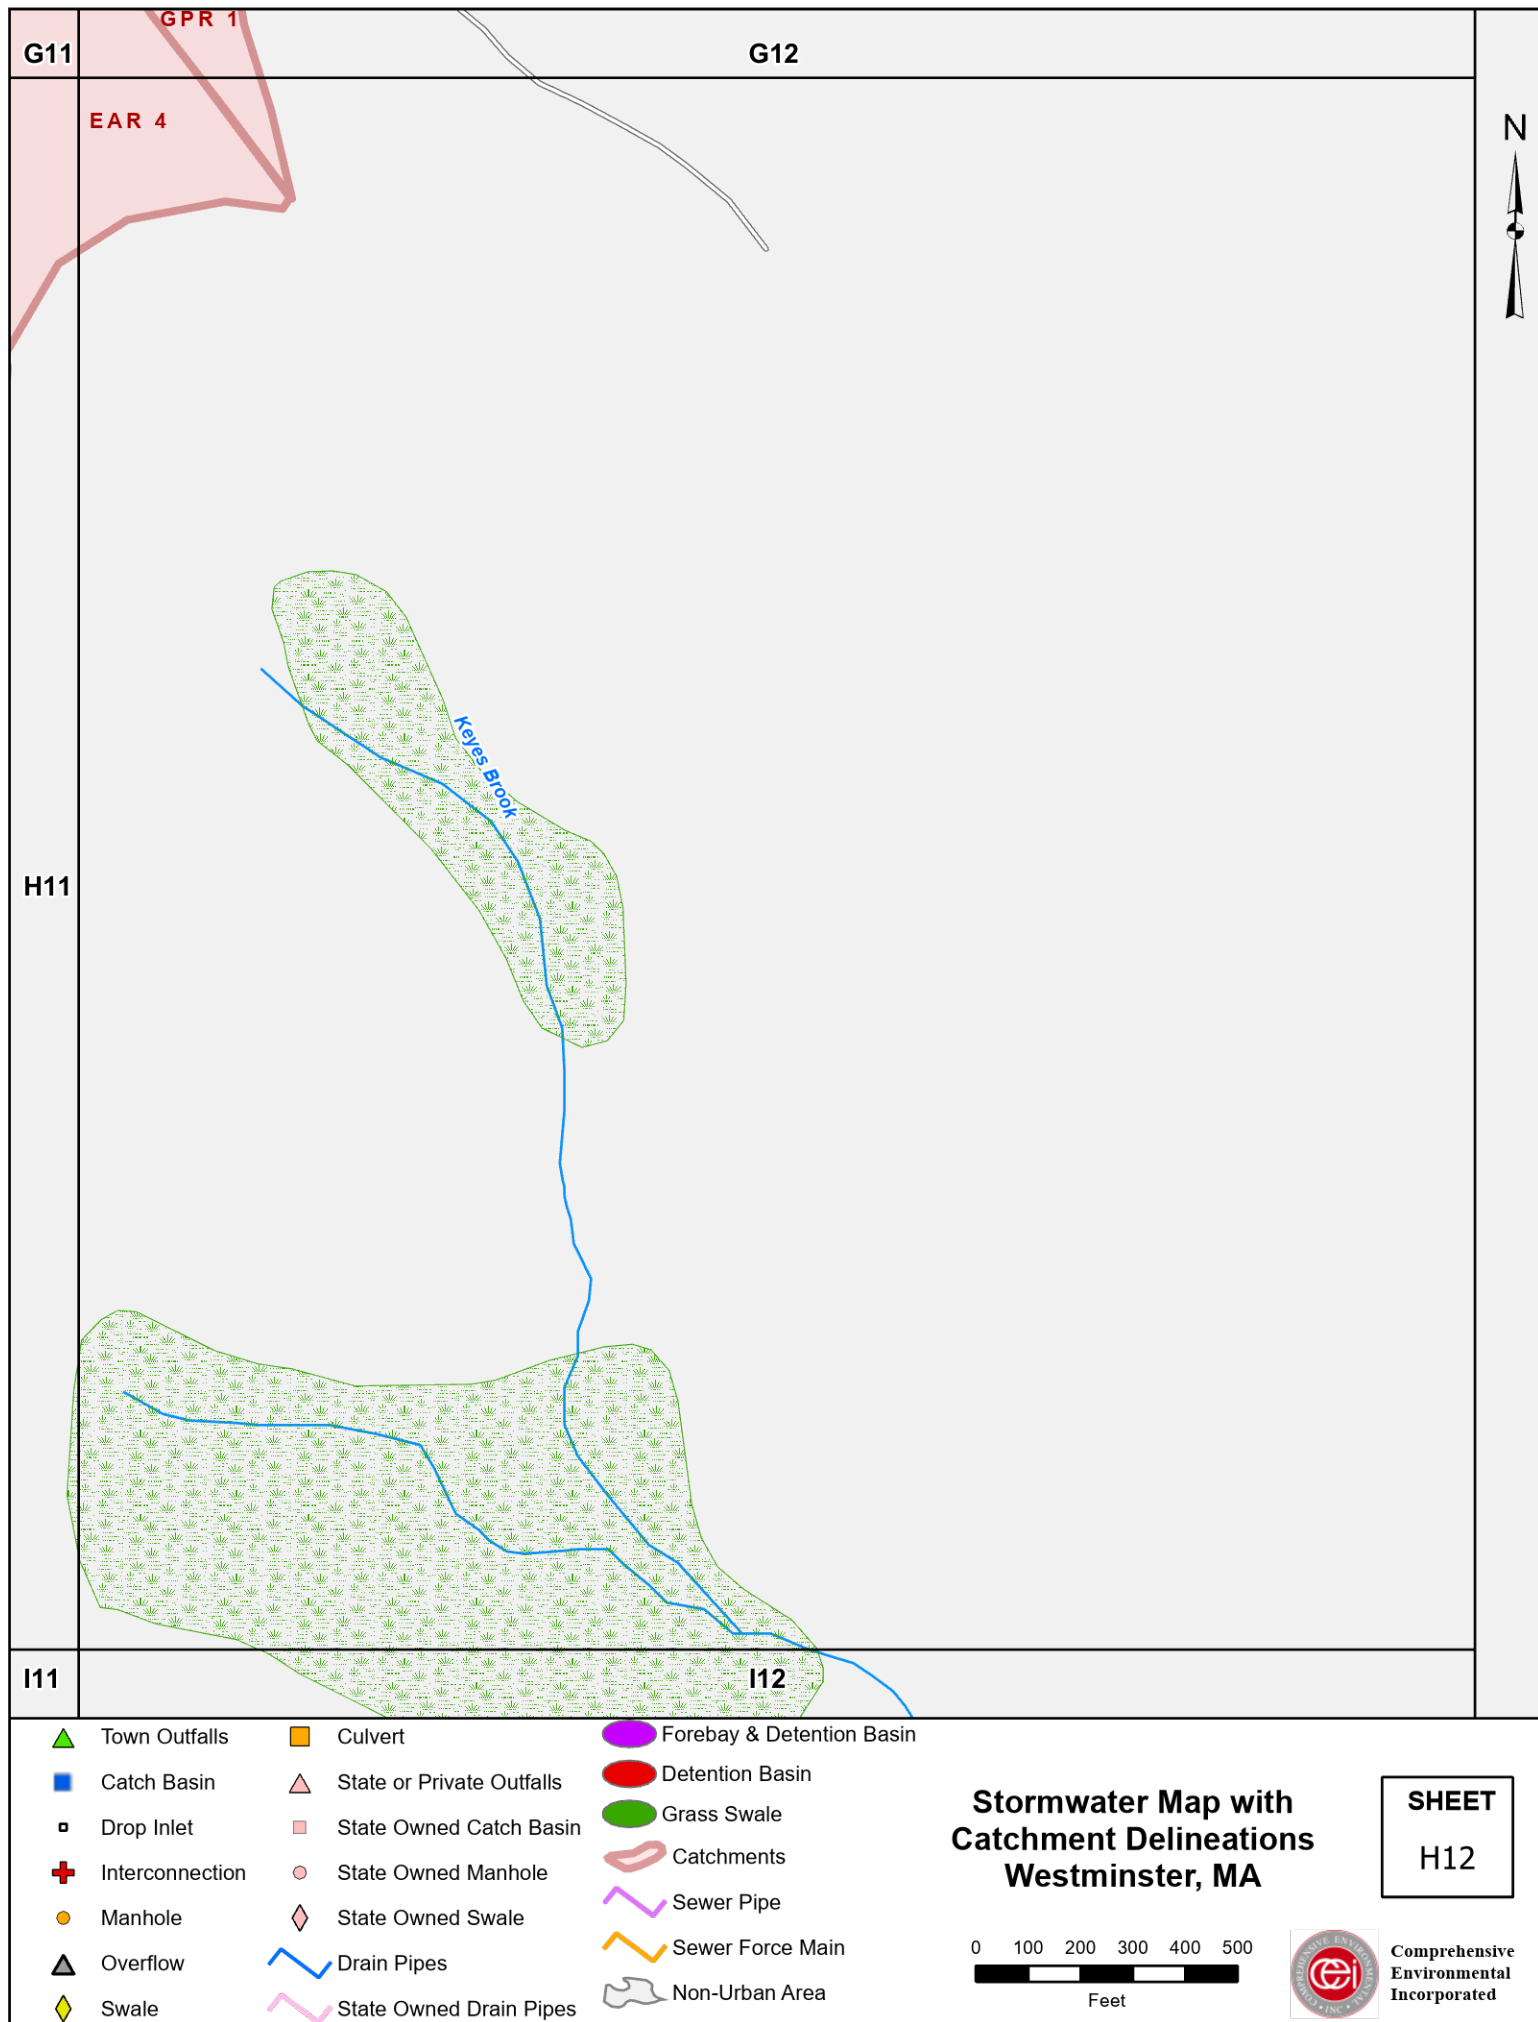 GPR 1
G11
G12
EAR 4
N
Keyes Brook
H11
I11
I12
Town Outfalls
Catch Basin
Drop Inlet
Interconnection
Manhole
Overflow
Swale
Culvert
State or Private Outfalls
State Owned Catch Basin
State Owned Manhole
State Owned Swale
Drain Pipes
State Owned Drain Pipes
Forebay & Detention Basin
Detention Basin
Grass Swale
Catchments
Sewer Pipe
Sewer Force Main
Non-Urban Area
Stormwater Map with
Catchment Delineations
Westminster, MA
SHEET
H12
0 100 200 300 400 500
Feet
COMPREHENSIVE ENVIRONMENTAL
cei
• INC •
Comprehensive
Environmental
Incorporated